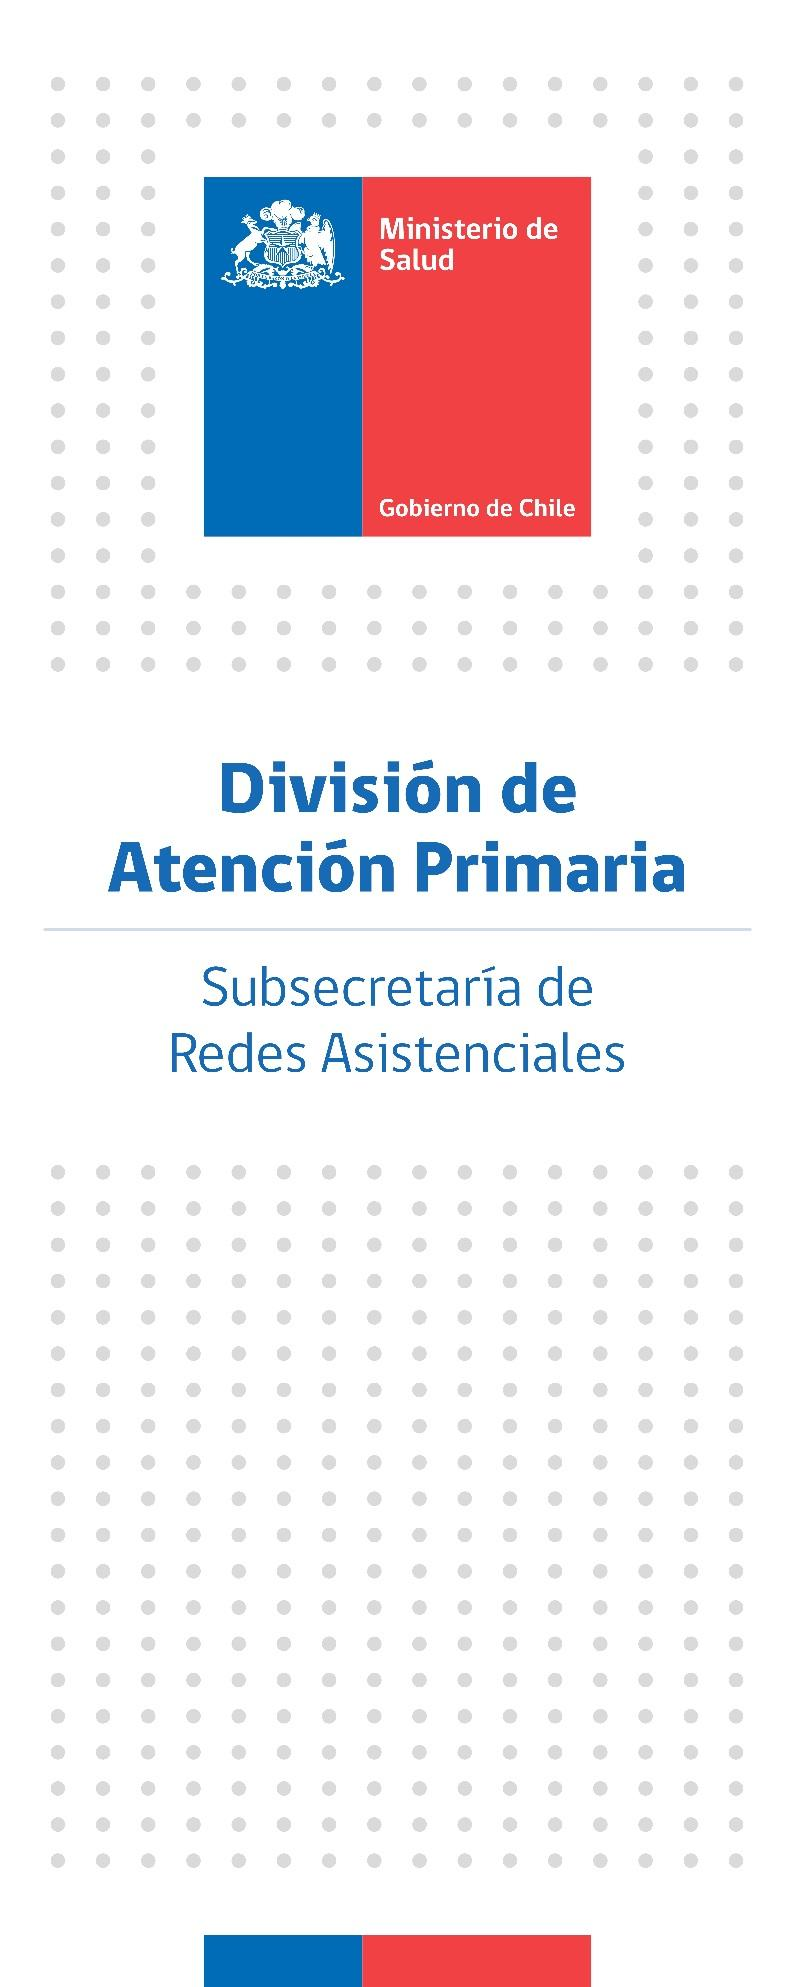 Ministerio de
Salud
Gobierno de Chile
División de
Atención Primaria
Subsecretaría de
Redes Asistenciales